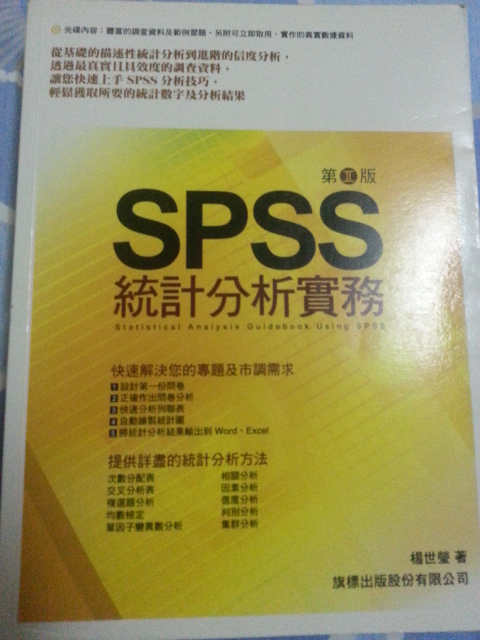 光碟內容：豐富的調查資料及範例習題，另附可立即取用、實作的真實數據資料
從基礎的描述性統計分析到進階的信度分析，
透過最真實且具效度的調查資料，
讓您快速上手 SPSS 分析技巧，
輕鬆獲取所要的統計數字及分析結果
第 II 版
SPSS
統計分析實務
Statistical Analysis Guidebook Using SPSS
快速解決您的專題及市調需求
1 設計第一份問卷
2 正確作出問卷分析
3 快速分析列聯表
4 自動繪製統計圖
5 將統計分析結果輸出到 Word、Excel
提供詳盡的統計分析方法
次數分配表 相關分析
交叉分析表 因素分析
複選題分析 信度分析
均數檢定 判別分析
單因子變異數分析 集群分析
楊世瑩 著
旗標出版股份有限公司